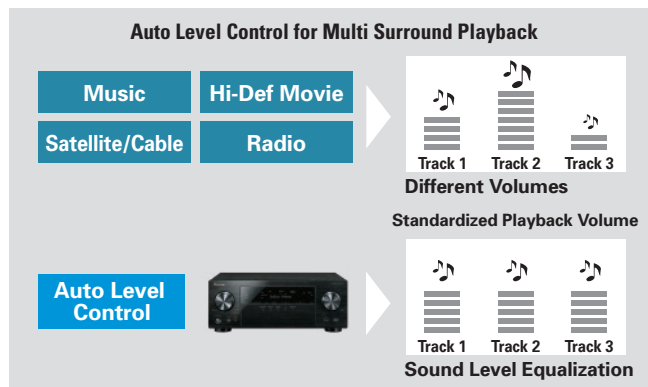 Auto Level Control for Multi Surround Playback
Music
Hi-Def Movie
Satellite/Cable
Radio
Track 1
Track 2
Track 3
Different Volumes
Standardized Playback Volume
Auto Level
Control
Track 1
Track 2
Track 3
Sound Level Equalization